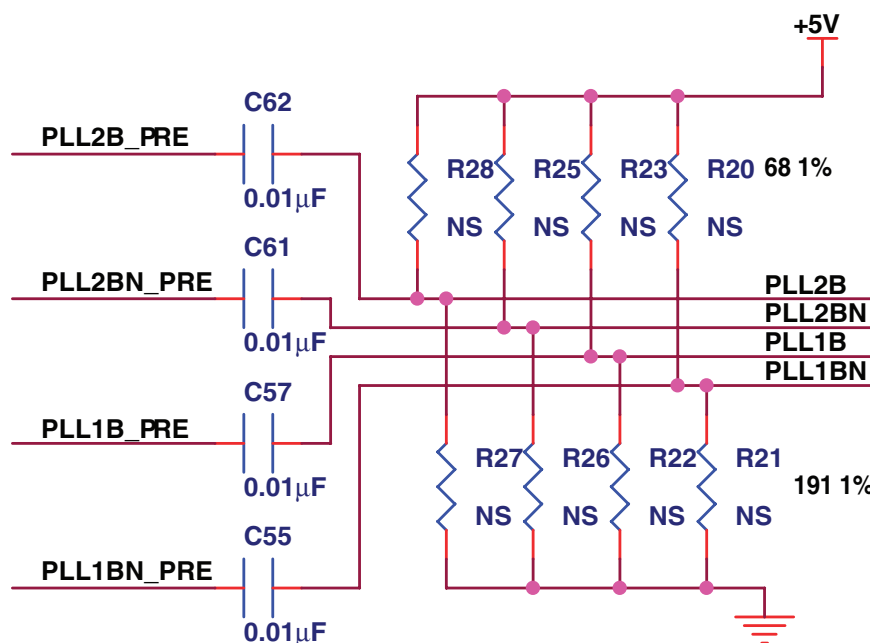 +5V
C62
PLL2B_PRE
0.01µF
R28 R25 R23 R20 68 1%
NS NS NS NS
C61
PLL2BN_PRE
0.01µF
PLL2B
PLL2BN
PLL1B
PLL1BN
C57
PLL1B_PRE
0.01µF
R27 R26 R22 R21
191 1%
NS NS NS NS
C55
PLL1BN_PRE
0.01µF